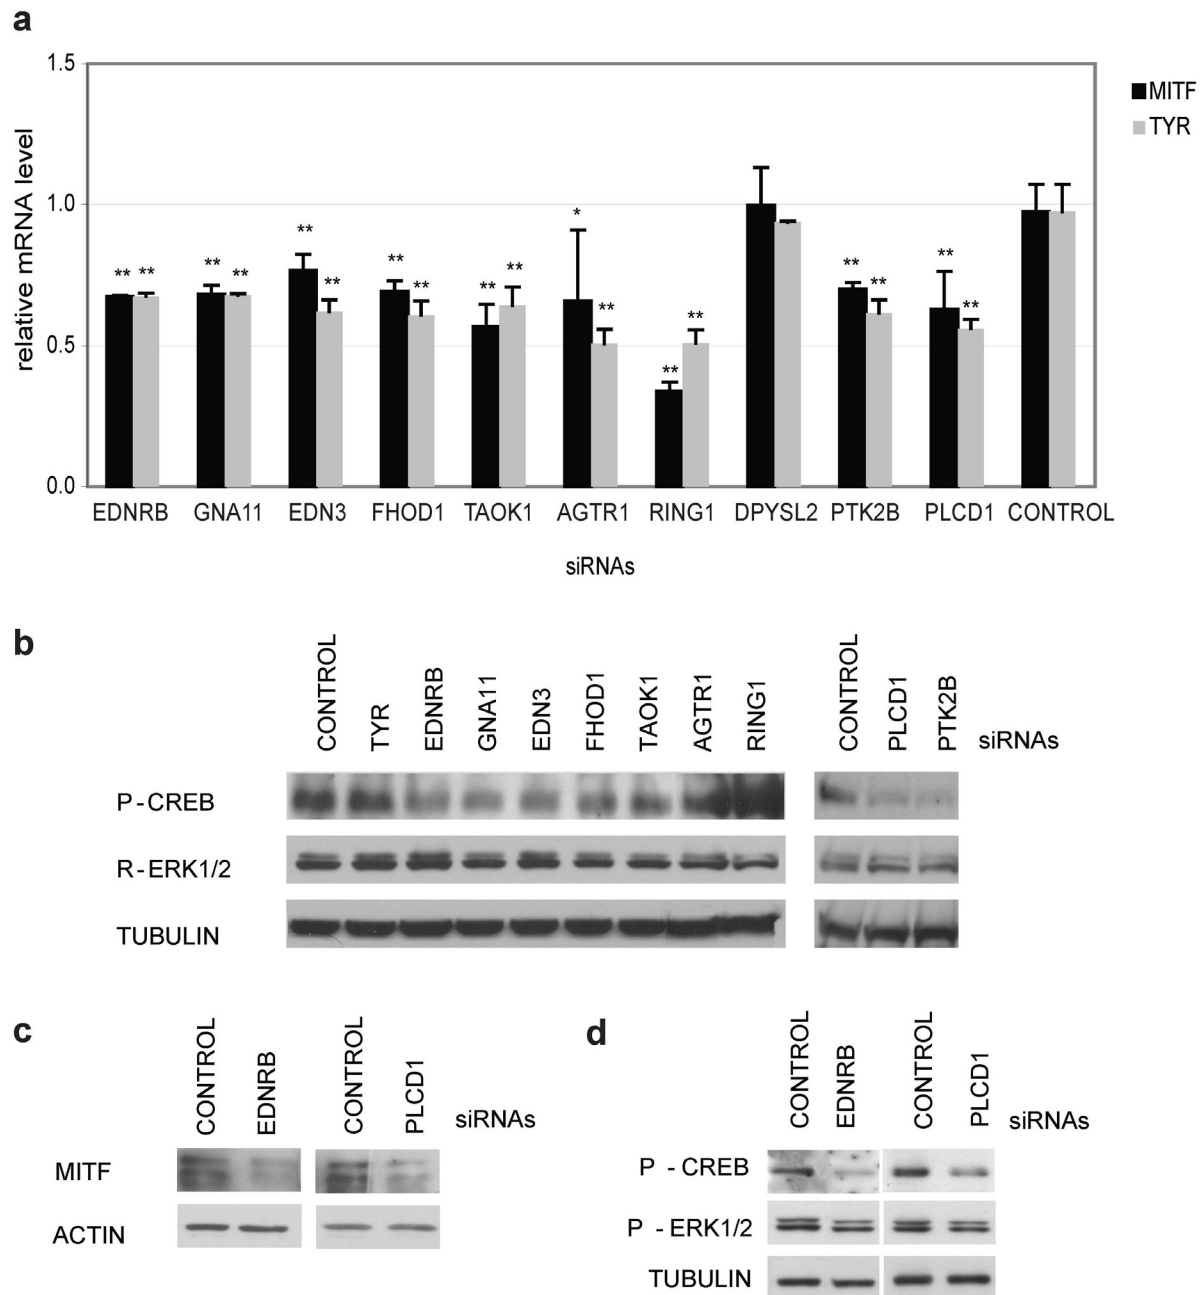 a
1.5
MITF
TYR
1.0
0.5
0.0
relative mRNA level
** ** ** ** ** ** ** ** ** ** * ** ** ** ** ** ** **
EDNRB GNA11 EDN3 FHOD1 TAOK1 AGTR1 RING1 DPYSL2 PTK2B PLCD1 CONTROL
siRNAs
b
CONTROL TYR EDNRB GNA11 EDN3 FHOD1 TAOK1 AGTR1 RING1 CONTROL PLCD1 PTK2B siRNAs
P-CREB
R-ERK1/2
TUBULIN
c
CONTROL EDNRB CONTROL PLCD1 siRNAs
MITF
ACTIN
d
CONTROL EDNRB CONTROL PLCD1 siRNAs
P - CREB
P - ERK1/2
TUBULIN